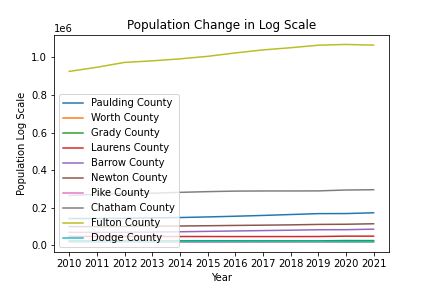 Population Change in Log Scale
1e6
1.0
0.8
0.6
0.4
0.2
0.0
Population Log Scale
Paulding County
Worth County
Grady County
Laurens County
Barrow County
Newton County
Pike County
Chatham County
Fulton County
Dodge County
2010 2011 2012 2013 2014 2015 2016 2017 2018 2019 2020 2021
Year